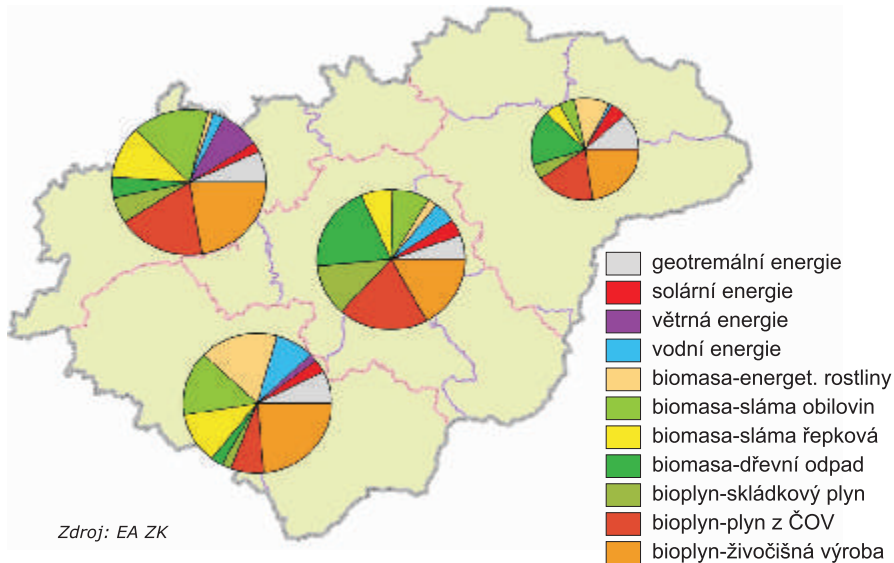 geotremální energie
solární energie
větrná energie
vodní energie
biomasa-energet. rostliny
biomasa-sláma obilovin
biomasa-sláma řepková
biomasa-dřevní odpad
bioplyn-skládkový plyn
bioplyn-plyn z ČOV
bioplyn-živočišná výroba
Zdroj: EA ZK